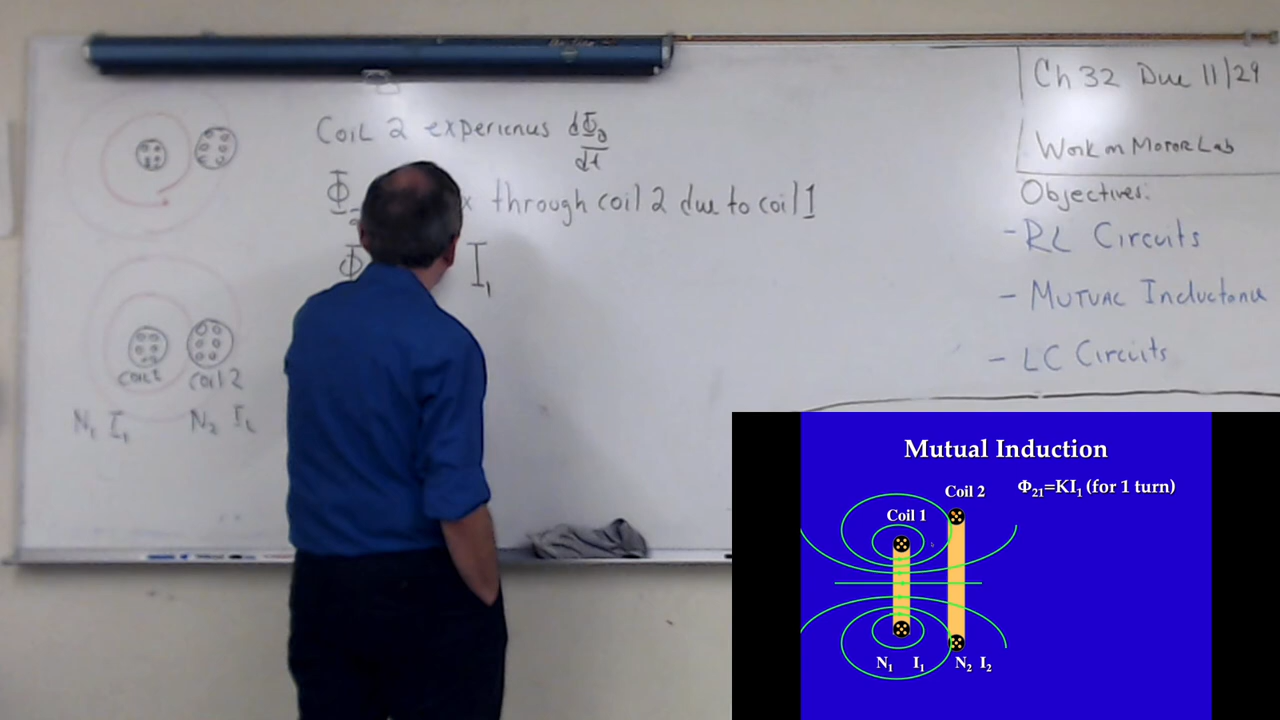 Coil 2 experiences dΦ_B/dt
Φ through coil 2 due to coil 1
Φ I₁
Coil 1 Coil 2
N₁ I₁ N₂ I₂
Ch 32 Due 11/29
Work on Motor Lab
Objectives:
- RL Circuits
- Mutual Inductance
- LC Circuits
Mutual Induction
Φ₂₁=KI₁ (for 1 turn)
Coil 2
Coil 1
N₁ I₁ N₂ I₂